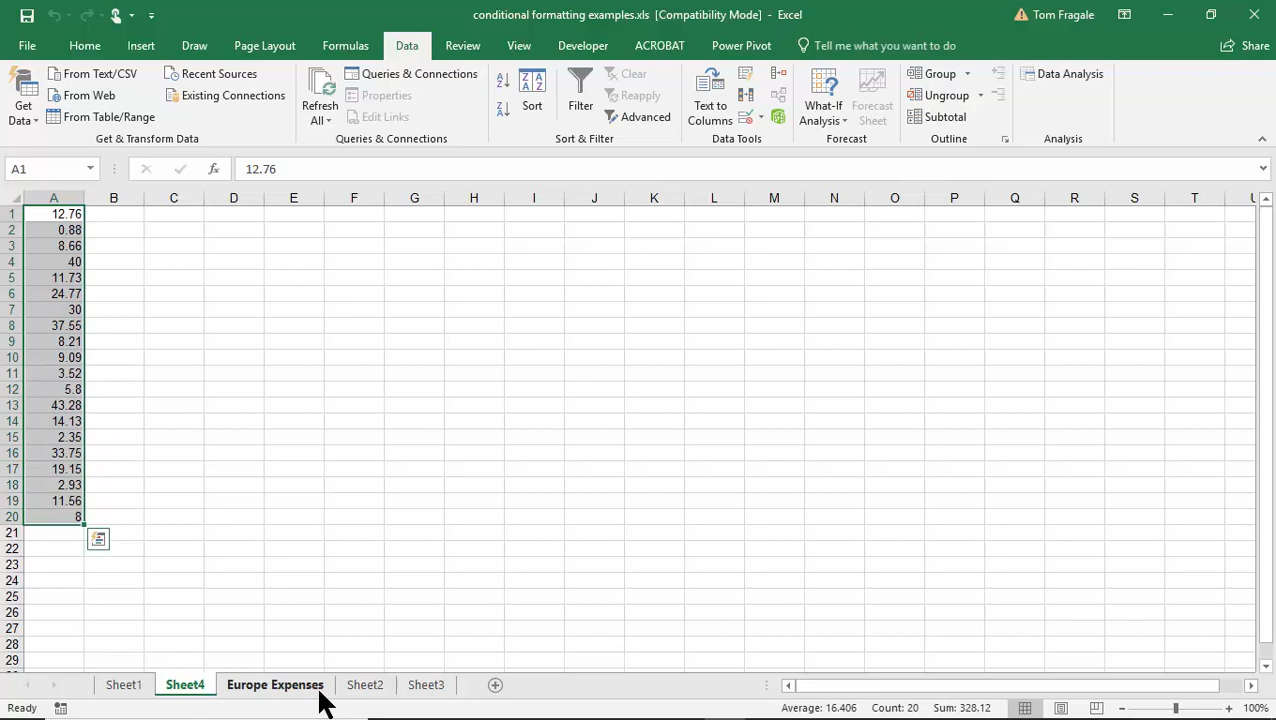 conditional formatting examples.xls [Compatibility Mode] - Excel
Tom Fragale
File Home Insert Draw Page Layout Formulas Data Review View Developer ACROBAT Power Pivot Tell me what you want to do Share
Get Data
From Text/CSV
From Web
From Table/Range
Recent Sources
Existing Connections
Get & Transform Data
Refresh All
Queries & Connections
Properties
Edit Links
Queries & Connections
Sort
Filter
Clear
Reapply
Advanced
Sort & Filter
Text to Columns
Data Tools
What-If Analysis
Forecast Sheet
Forecast
Group
Ungroup
Subtotal
Outline
Data Analysis
Analysis
A1 fx 12.76
A B C D E F G H I J K L M N O P Q R S T U
1 12.76
2 0.88
3 8.66
4 40
5 11.73
6 24.77
7 30
8 37.55
9 8.21
10 9.09
11 3.52
12 5.8
13 43.28
14 14.13
15 2.35
16 33.75
17 19.15
18 2.93
19 11.56
20 8
21
22
23
24
25
26
27
28
29
Sheet1 Sheet4 Europe Expenses Sheet2 Sheet3
Ready Average: 16.406 Count: 20 Sum: 328.12 100%